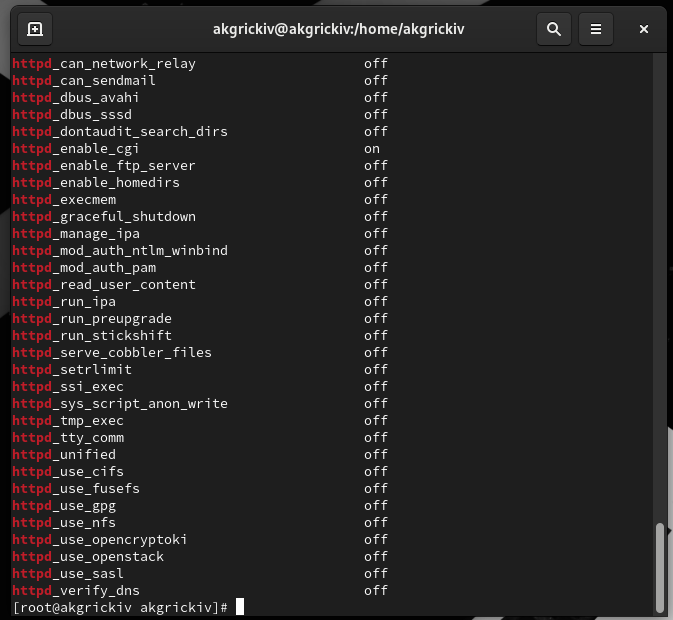 akgrickiv@akgrickiv:/home/akgrickiv
httpd_can_network_relay off
httpd_can_sendmail off
httpd_dbus_avahi off
httpd_dbus_sssd off
httpd_dontaudit_search_dirs off
httpd_enable_cgi on
httpd_enable_ftp_server off
httpd_enable_homedirs off
httpd_execmem off
httpd_graceful_shutdown off
httpd_manage_ipa off
httpd_mod_auth_ntlm_winbind off
httpd_mod_auth_pam off
httpd_read_user_content off
httpd_run_ipa off
httpd_run_preupgrade off
httpd_run_stickshift off
httpd_serve_cobbler_files off
httpd_setrlimit off
httpd_ssi_exec off
httpd_sys_script_anon_write off
httpd_tmp_exec off
httpd_tty_comm off
httpd_unified off
httpd_use_cifs off
httpd_use_fusefs off
httpd_use_gpg off
httpd_use_nfs off
httpd_use_opencryptoki off
httpd_use_openstack off
httpd_use_sasl off
httpd_verify_dns off
[root@akgrickiv akgrickiv]#